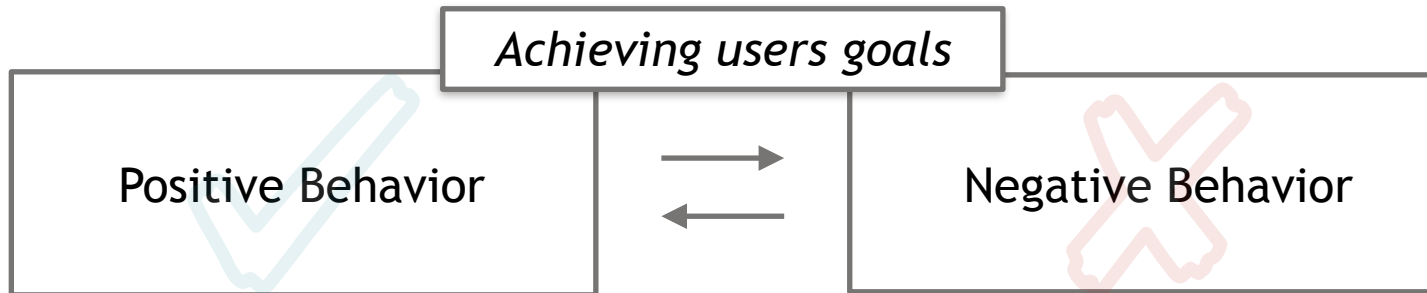 Achieving users goals
Positive Behavior
Negative Behavior